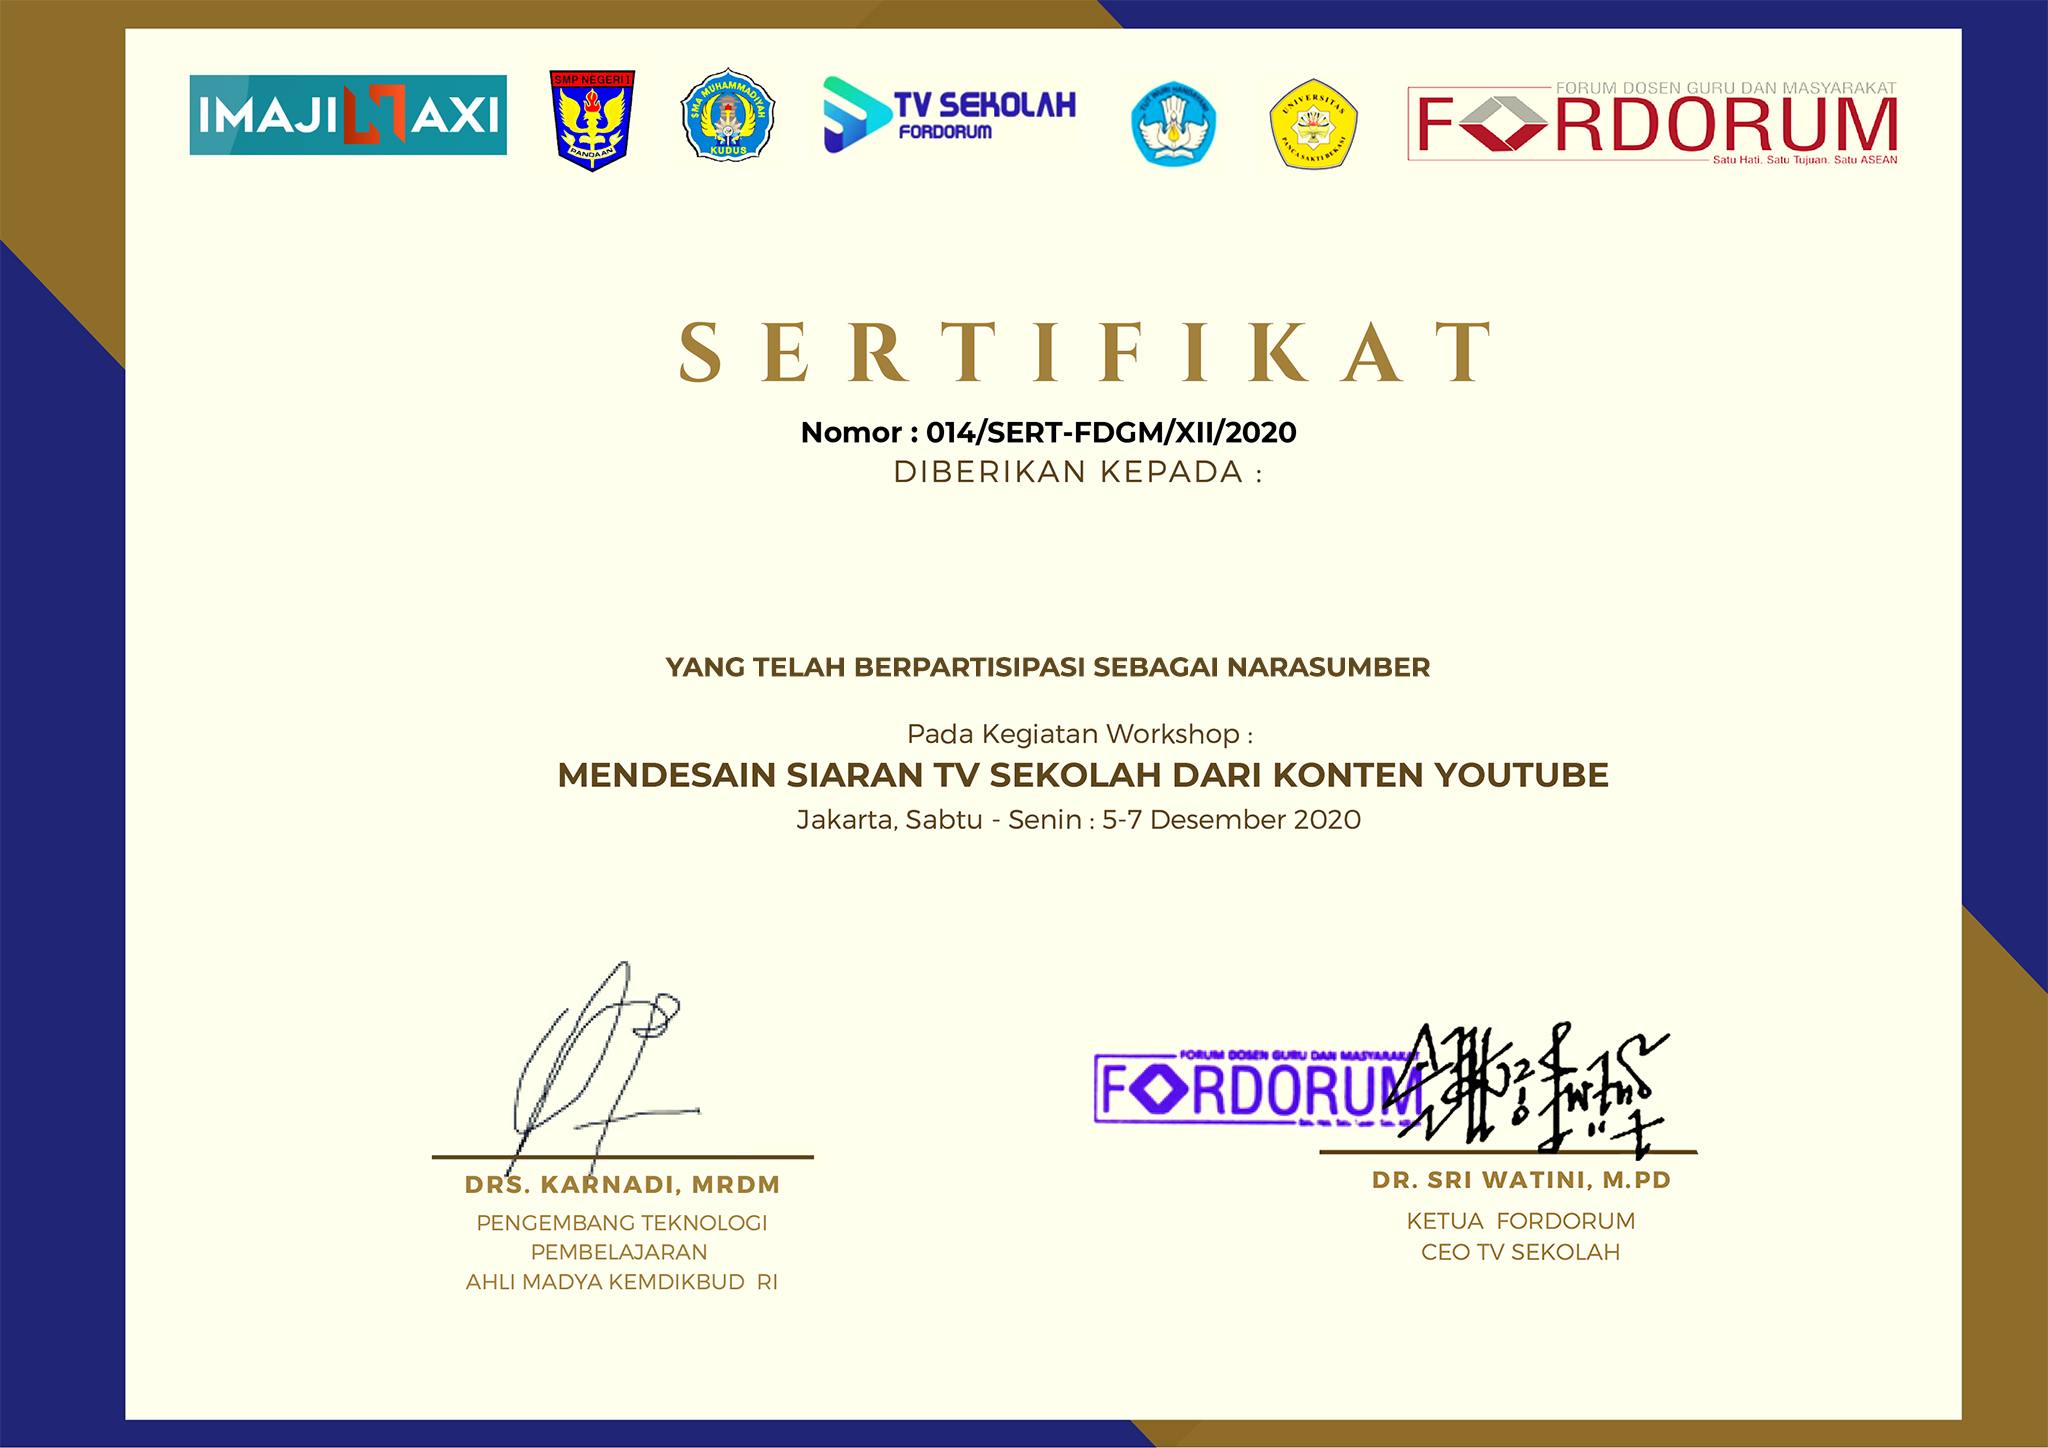 IMAJI AXI
SMP NEGERI 1
PANDAAN
SMA MUHAMMADIYAH
KUDUS
TV SEKOLAH
FORDORUM
TUT WURI HANDAYANI
UNIVERSITAS
PANCA SAKTI BEKASI
FORUM DOSEN GURU DAN MASYARAKAT
FORDORUM
Satu Hati. Satu Tujuan. Satu ASEAN
SERTIFIKAT
Nomor : 014/SERT-FDGM/XII/2020
DIBERIKAN KEPADA :
YANG TELAH BERPARTISIPASI SEBAGAI NARASUMBER
Pada Kegiatan Workshop :
MENDESAIN SIARAN TV SEKOLAH DARI KONTEN YOUTUBE
Jakarta, Sabtu - Senin : 5-7 Desember 2020
FORUM DOSEN GURU DAN MASYARAKAT
FORDORUM
DRS. KARNADI, MRDM
PENGEMBANG TEKNOLOGI
PEMBELAJARAN
AHLI MADYA KEMDIKBUD RI
DR. SRI WATINI, M.PD
KETUA FORDORUM
CEO TV SEKOLAH